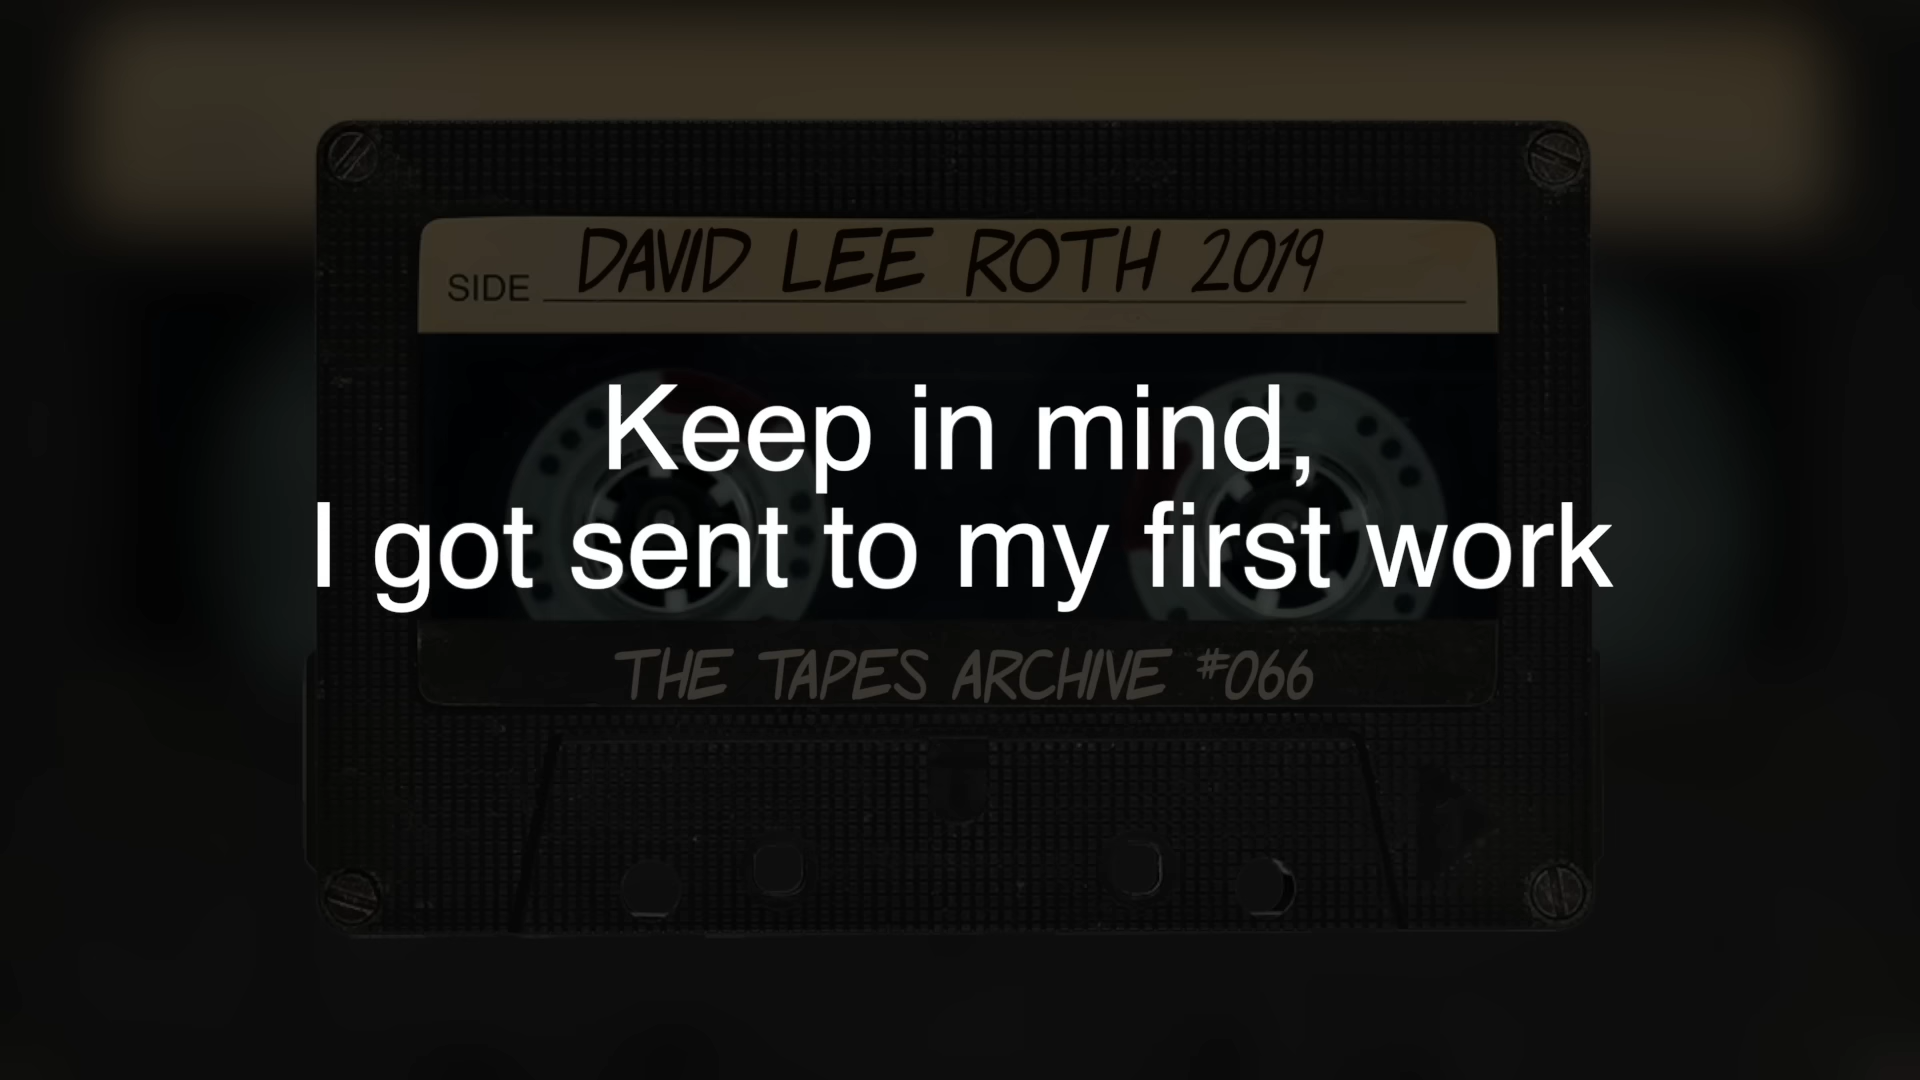 DAVID LEE ROTH 2019
SIDE
Keep in mind,
I got sent to my first work
THE TAPES ARCHIVE #066